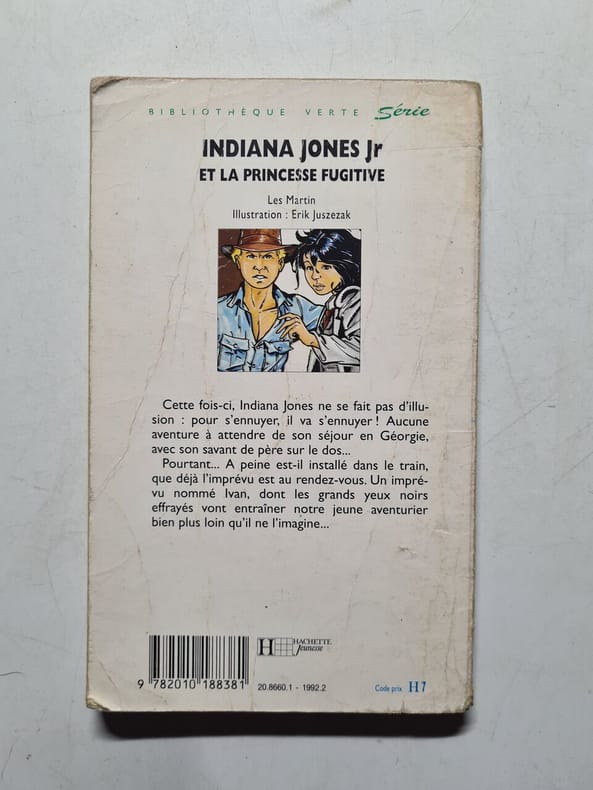 BIBLIOTHÈQUE VERTE Série
INDIANA JONES Jr
ET LA PRINCESSE FUGITIVE
Les Martin
Illustration : Erik Juszezak
Cette fois-ci, Indiana Jones ne se fait pas d'illu-
sion : pour s'ennuyer, il va s'ennuyer ! Aucune
aventure à attendre de son séjour en Géorgie,
avec son savant de père sur le dos...
Pourtant... A peine est-il installé dans le train,
que déjà l'imprévu est au rendez-vous. Un impré-
vu nommé Ivan, dont les grands yeux noirs
effrayés vont entraîner notre jeune aventurier
bien plus loin qu'il ne l'imagine...
H HACHETTE
Jeunesse
9 782010 188381
20.8660.1 - 1992.2
Code prix H7